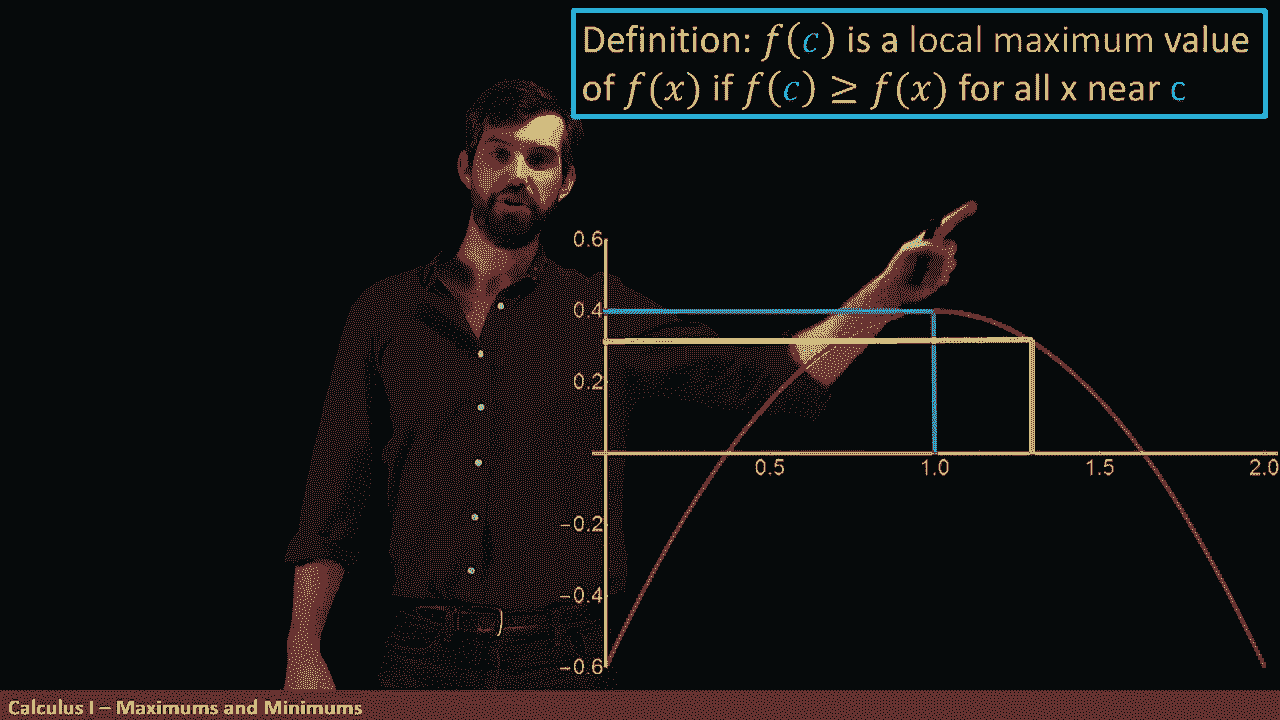 Definition: f(c) is a local maximum value
of f(x) if f(c) ≥ f(x) for all x near c
0.6
0.4
0.2
0.5 1.0 1.5 2.0
−0.2
−0.4
−0.6
Calculus I – Maximums and Minimums